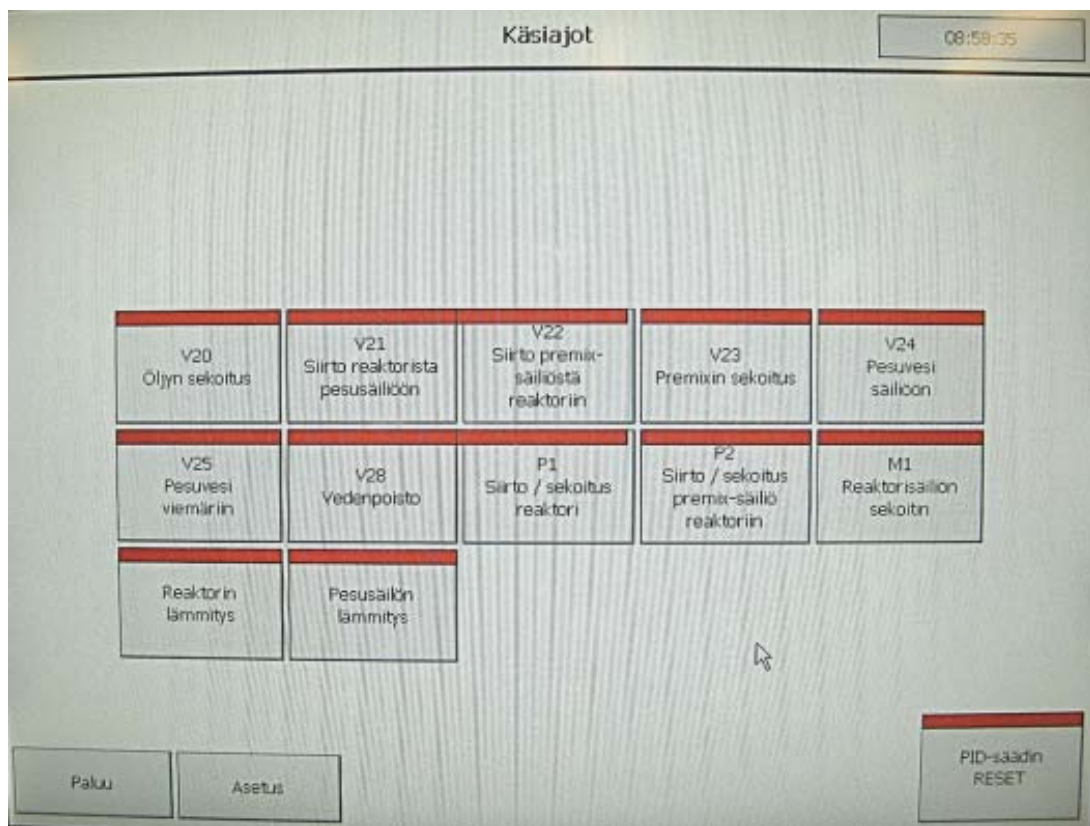 Käsiajot
08:58:35
V20
Öljyn sekoitus
V21
Siirto reaktorista
pesusäiliöön
V22
Siirto premix-
säiliöstä
reaktoriin
V23
Premixin sekoitus
V24
Pesuvesi
säiliöön
V25
Pesuvesi
viemäriin
V28
Vedenpoisto
P1
Siirto / sekoitus
reaktori
P2
Siirto / sekoitus
premix-säiliö
reaktoriin
M1
Reaktorisäiliön
sekoitin
Reaktorin
lämmitys
Pesusäilön
lämmitys
Paluu
Asetus
PID-säädin
RESET